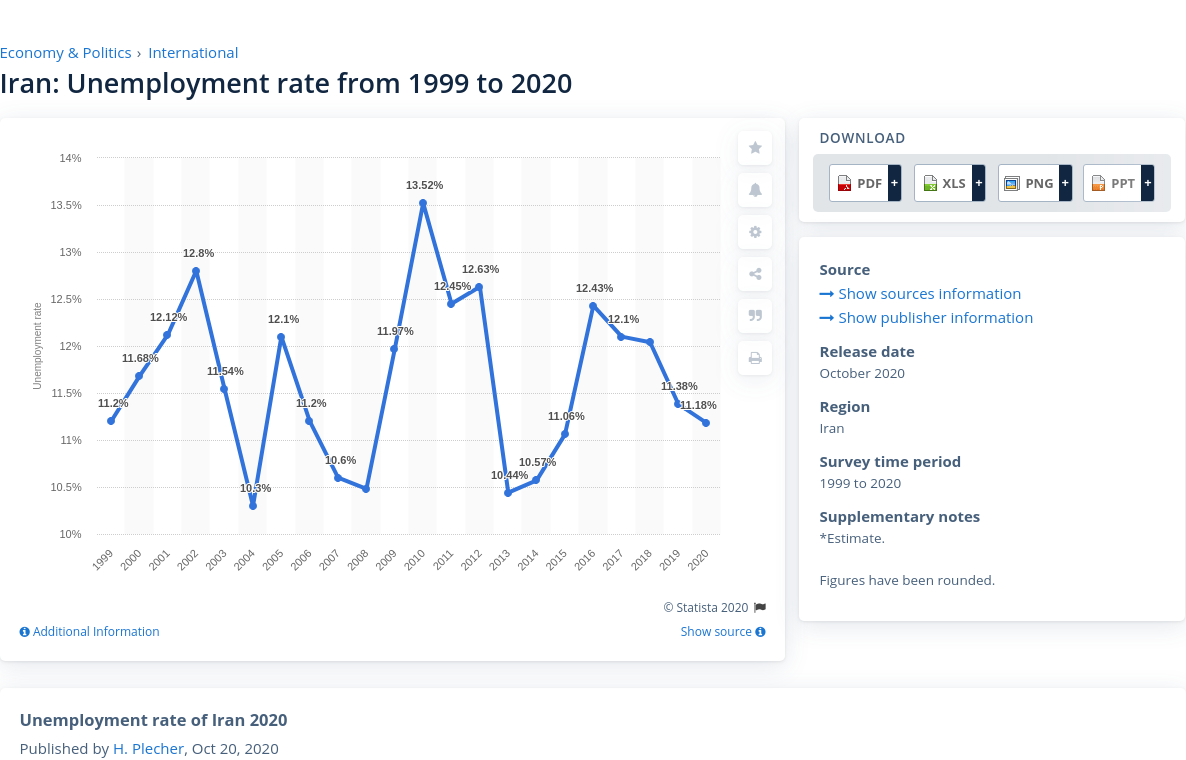 Economy & Politics › International
Iran: Unemployment rate from 1999 to 2020
14%
13.5%
13%
12.5%
12%
11.5%
11%
10.5%
10%
Unemployment rate
11.2%
11.68%
12.12%
12.8%
11.54%
10.3%
12.1%
11.2%
10.6%
11.97%
13.52%
12.45%
12.63%
10.44%
10.57%
11.06%
12.43%
12.1%
11.38%
11.18%
1999
2000
2001
2002
2003
2004
2005
2006
2007
2008
2009
2010
2011
2012
2013
2014
2015
2016
2017
2018
2019
2020
© Statista 2020
Additional Information
Show source
DOWNLOAD
PDF + XLS + PNG + PPT +
Source
Show sources information
Show publisher information
Release date
October 2020
Region
Iran
Survey time period
1999 to 2020
Supplementary notes
*Estimate.
Figures have been rounded.
Unemployment rate of Iran 2020
Published by H. Plecher, Oct 20, 2020